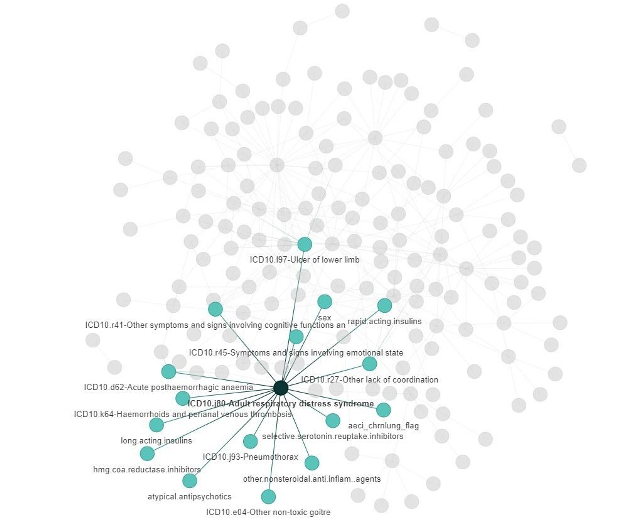 ICD10.l97-Ulcer of lower limb
sex
rapid.acting.insulins
ICD10.r41-Other symptoms and signs involving cognitive functions an
ICD10.r45-Symptoms and signs involving emotional state
ICD10.r27-Other lack of coordination
ICD10.d62-Acute posthaemorrhagic anaemia
ICD10.j80-Adult respiratory distress syndrome
ICD10.k64-Haemorrhoids and perianal venous thrombosis
aeci_chrnlung_flag
selective.serotonin.reuptake.inhibitors
long.acting.insulins
ICD10.j93-Pneumothorax
hmg.coa.reductase.inhibitors
other.nonsteroidal.anti.inflam..agents
atypical.antipsychotics
ICD10.e04-Other non-toxic goitre